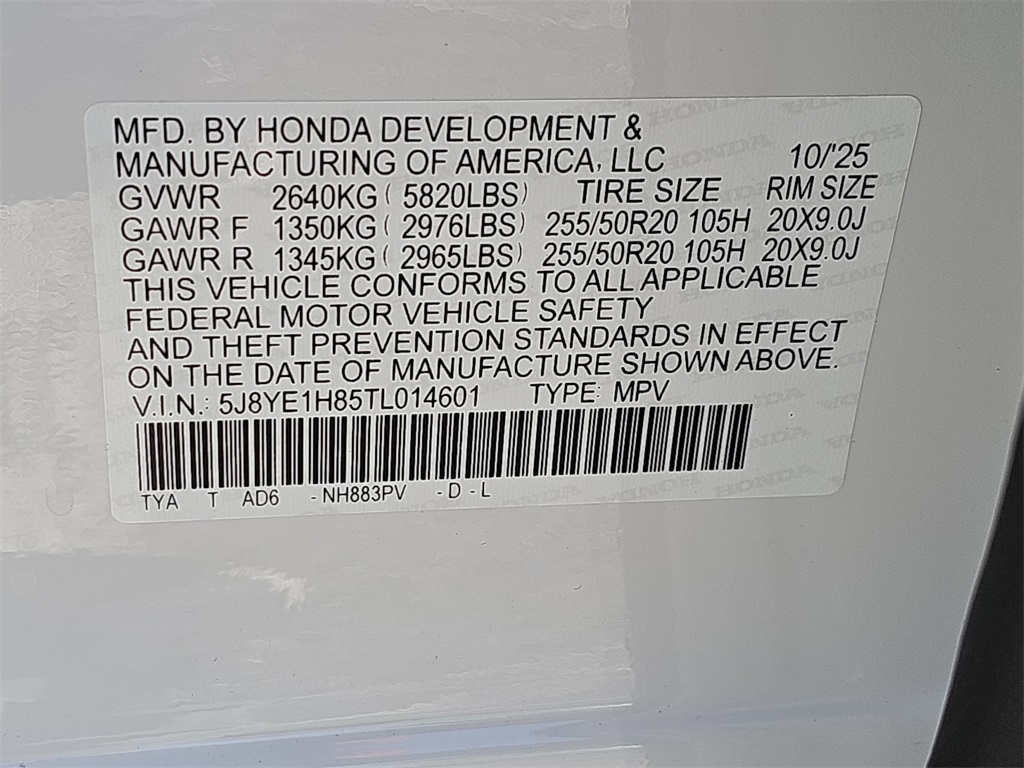 MFD. BY HONDA DEVELOPMENT &
MANUFACTURING OF AMERICA, LLC 10/'25
GVWR 2640KG ( 5820LBS) TIRE SIZE RIM SIZE
GAWR F 1350KG ( 2976LBS) 255/50R20 105H 20X9.0J
GAWR R 1345KG ( 2965LBS) 255/50R20 105H 20X9.0J
THIS VEHICLE CONFORMS TO ALL APPLICABLE
FEDERAL MOTOR VEHICLE SAFETY
AND THEFT PREVENTION STANDARDS IN EFFECT
ON THE DATE OF MANUFACTURE SHOWN ABOVE.
V.I.N.: 5J8YE1H85TL014601 TYPE: MPV
TYA T AD6 -NH883PV -D -L